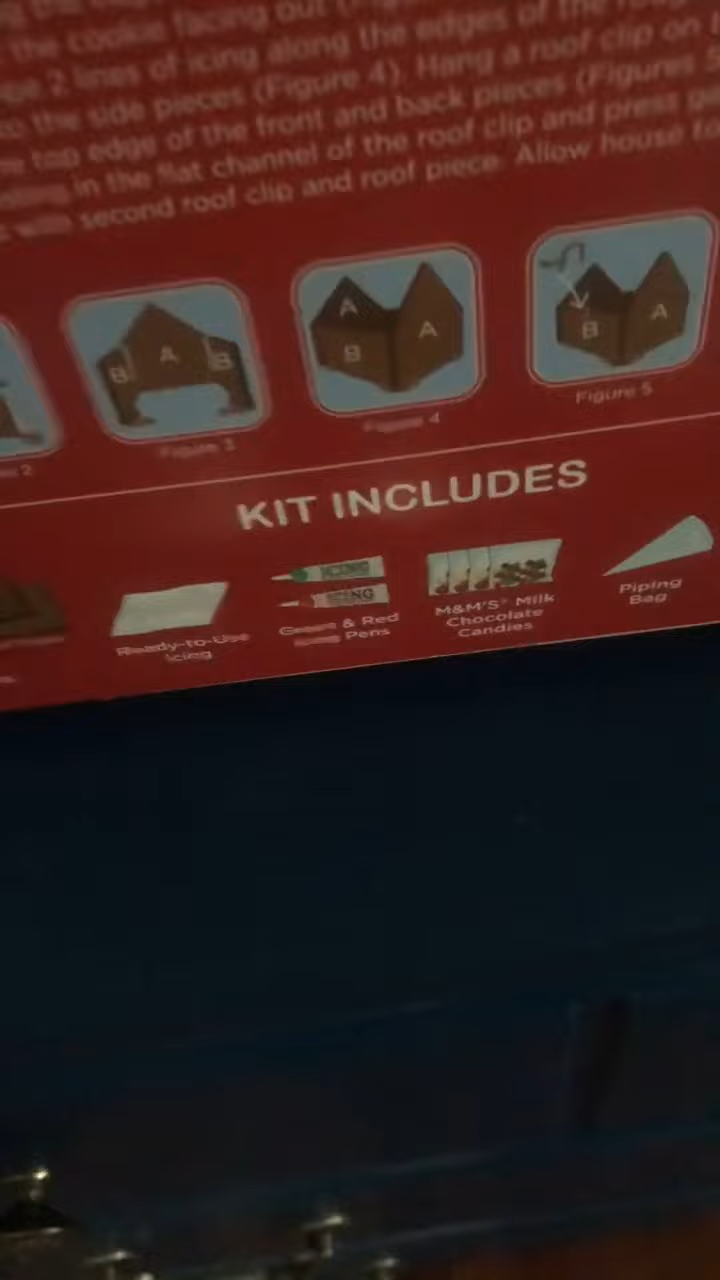 the cookie facing out
2 lines of icing along the edges of the
the side pieces (Figure 4). Hang a roof clip on
top edge of the front and back pieces (Figures 5
in the flat channel of the roof clip and press
second roof clip and roof piece. Allow house to
B A B
A
B A
B A
2
Figure 3
Figure 4
Figure 5
KIT INCLUDES
ICING
ICING
Ready-to-Use
Icing
Green & Red
Pens
M&M'S® Milk
Chocolate
Candies
Piping
Bag